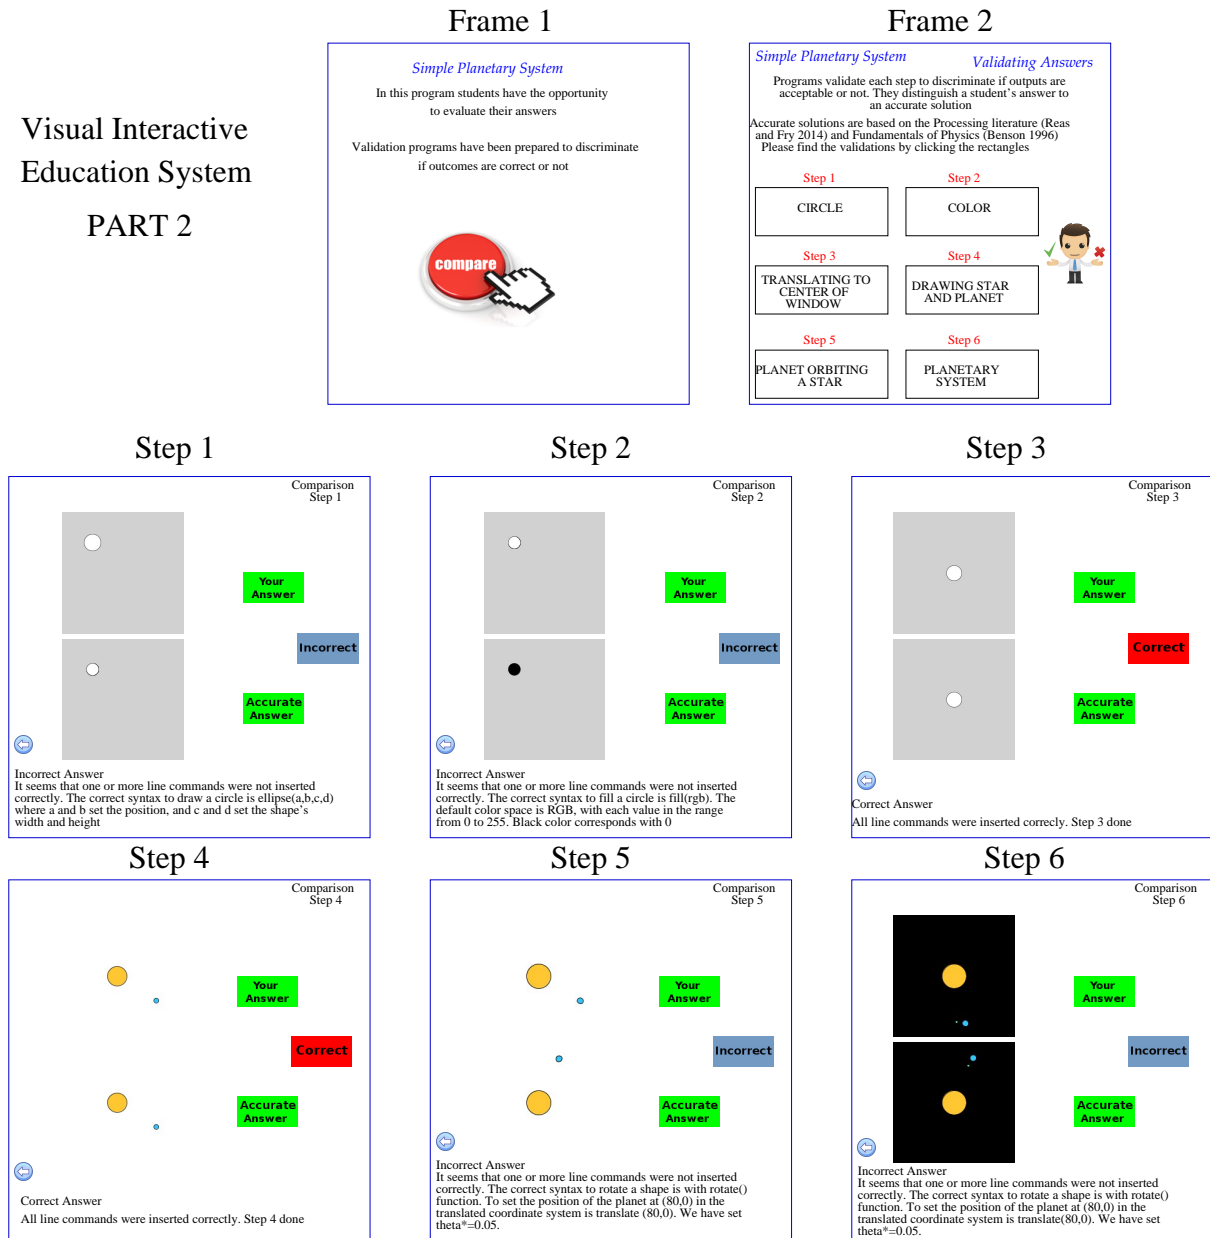 Visual Interactive
Education System
PART 2
Frame 1
Simple Planetary System
In this program students have the opportunity
to evaluate their answers
Validation programs have been prepared to discriminate
if outcomes are correct or not
compare
Frame 2
Simple Planetary System
Validating Answers
Programs validate each step to discriminate if outputs are
acceptable or not. They distinguish a student's answer to
an accurate solution
Accurate solutions are based on the Processing literature (Reas
and Fry 2014) and Fundamentals of Physics (Benson 1996)
Please find the validations by clicking the rectangles
Step 1
Step 2
CIRCLE
COLOR
Step 3
Step 4
TRANSLATING TO
CENTER OF
WINDOW
DRAWING STAR
AND PLANET
Step 5
Step 6
PLANET ORBITING
A STAR
PLANETARY
SYSTEM
Step 1
Comparison
Step 1
Your
Answer
Incorrect
Accurate
Answer
Incorrect Answer
It seems that one or more line commands were not inserted
correctly. The correct syntax to draw a circle is ellipse(a,b,c,d)
where a and b set the position, and c and d set the shape's
width and height
Step 2
Comparison
Step 2
Your
Answer
Incorrect
Accurate
Answer
Incorrect Answer
It seems that one or more line commands were not inserted
correctly. The correct syntax to fill a circle is fill(rgb). The
default color space is RGB, with each value in the range
from 0 to 255. Black color corresponds with 0
Step 3
Comparison
Step 3
Your
Answer
Correct
Accurate
Answer
Correct Answer
All line commands were inserted correcly. Step 3 done
Step 4
Comparison
Step 4
Your
Answer
Correct
Accurate
Answer
Correct Answer
All line commands were inserted correctly. Step 4 done
Step 5
Comparison
Step 5
Your
Answer
Incorrect
Accurate
Answer
Incorrect Answer
It seems that one or more line commands were not inserted
correctly. The correct syntax to rotate a shape is with rotate()
function. To set the position of the planet at (80,0) in the
translated coordinate system is translate (80,0). We have set
theta*=0.05.
Step 6
Comparison
Step 6
Your
Answer
Incorrect
Accurate
Answer
Incorrect Answer
It seems that one or more line commands were not inserted
correctly. The correct syntax to rotate a shape is with rotate()
function. To set the position of the planet at (80,0) in the
translated coordinate system is translate(80,0). We have set
theta*=0.05.